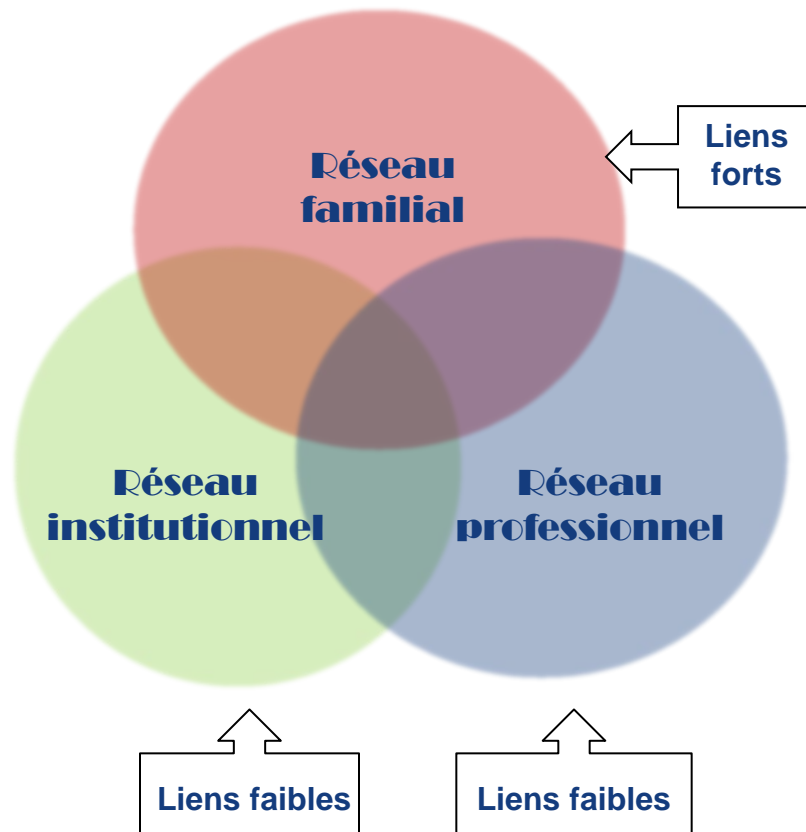 Liens
forts
Réseau
familial
Réseau
institutionnel
Réseau
professionnel
Liens faibles
Liens faibles